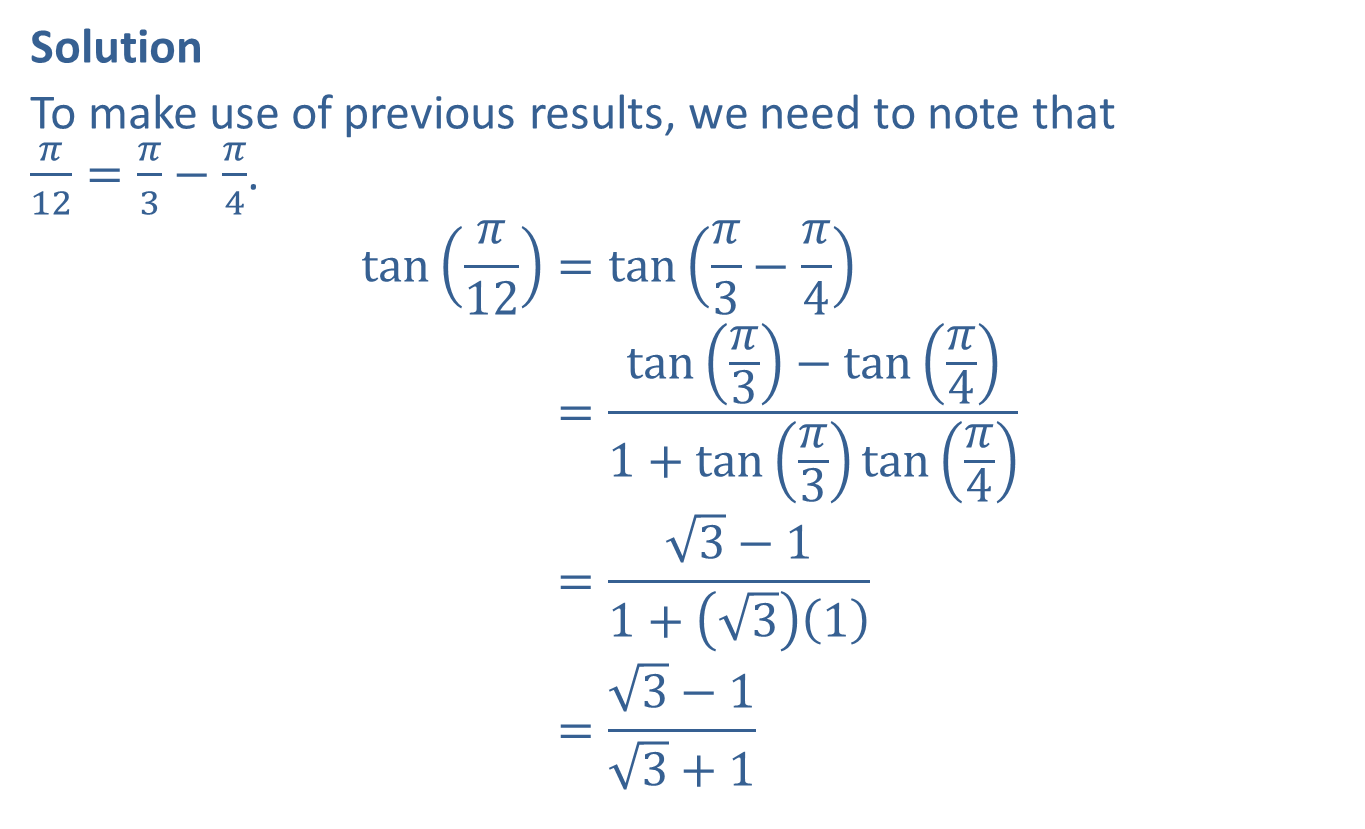 Solution
To make use of previous results, we need to note that
π/12 = π/3 − π/4.
tan(π/12) = tan(π/3 − π/4)
= (tan(π/3) − tan(π/4)) / (1 + tan(π/3) tan(π/4))
= (√3 − 1) / (1 + (√3)(1))
= (√3 − 1) / (√3 + 1)